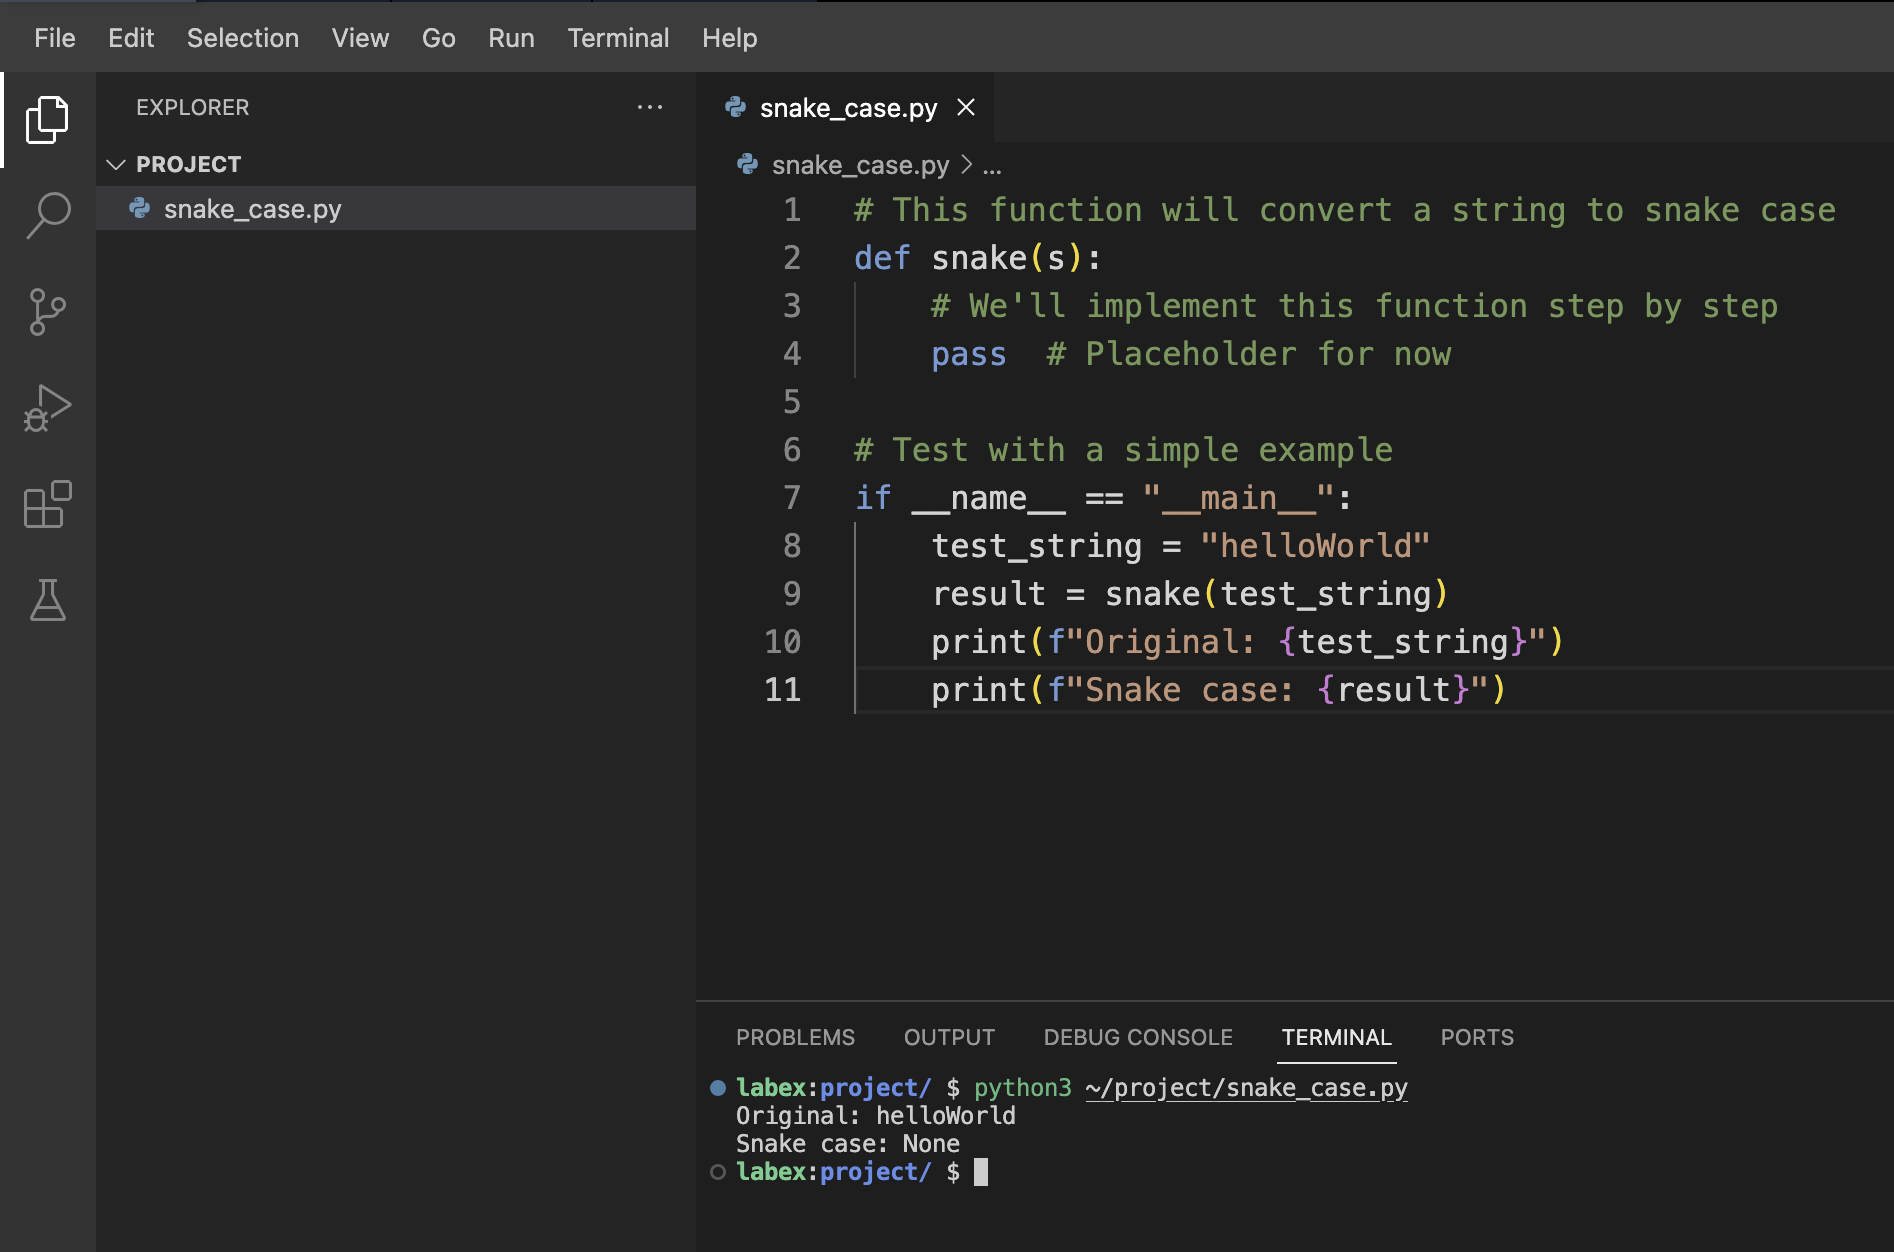 File Edit Selection View Go Run Terminal Help
EXPLORER ...
PROJECT
snake_case.py
snake_case.py
snake_case.py > ...
1 # This function will convert a string to snake case
2 def snake(s):
3     # We'll implement this function step by step
4     pass  # Placeholder for now
5
6 # Test with a simple example
7 if __name__ == "__main__":
8     test_string = "helloWorld"
9     result = snake(test_string)
10     print(f"Original: {test_string}")
11     print(f"Snake case: {result}")
PROBLEMS OUTPUT DEBUG CONSOLE TERMINAL PORTS
labex:project/ $ python3 ~/project/snake_case.py
Original: helloWorld
Snake case: None
labex:project/ $